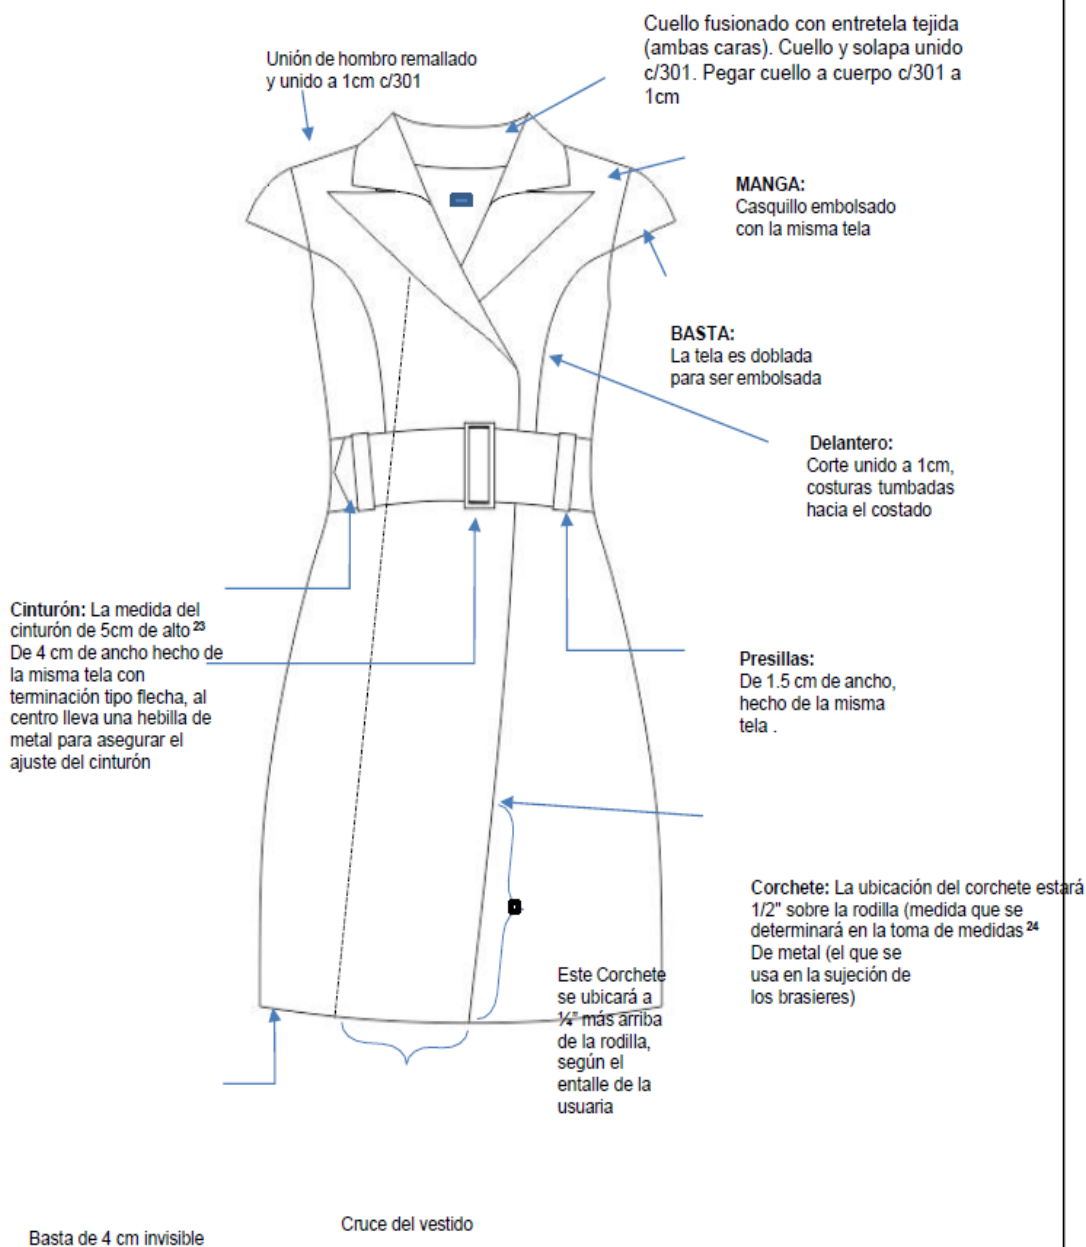 Cuello fusionado con entretela tejida
(ambas caras). Cuello y solapa unido
c/301. Pegar cuello a cuerpo c/301 a
1cm
Unión de hombro remallado
y unido a 1cm c/301
MANGA:
Casquillo embolsado
con la misma tela
BASTA:
La tela es doblada
para ser embolsada
Delantero:
Corte unido a 1cm,
costuras tumbadas
hacia el costado
Cinturón: La medida del
cinturón de 5cm de alto 23
De 4 cm de ancho hecho de
la misma tela con
terminación tipo flecha, al
centro lleva una hebilla de
metal para asegurar el
ajuste del cinturón
Presillas:
De 1.5 cm de ancho,
hecho de la misma
tela .
Corchete: La ubicación del corchete estará
1/2" sobre la rodilla (medida que se
determinará en la toma de medidas 24
De metal (el que se
usa en la sujeción de
los brasieres)
Este Corchete
se ubicará a
¼" más arriba
de la rodilla,
según el
entalle de la
usuaria
Cruce del vestido
Basta de 4 cm invisible